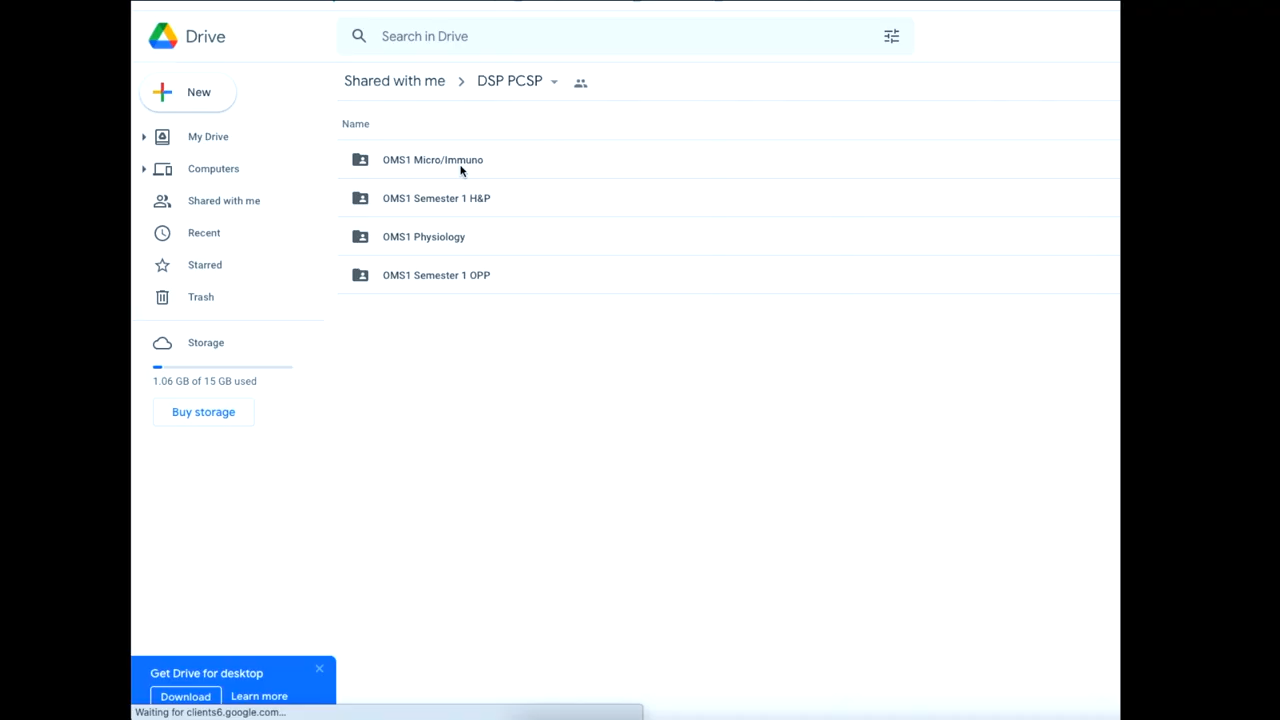 Drive
Search in Drive
New
My Drive
Computers
Shared with me
Recent
Starred
Trash
Storage
1.06 GB of 15 GB used
Buy storage
Shared with me > DSP PCSP
Name
OMS1 Micro/Immuno
OMS1 Semester 1 H&P
OMS1 Physiology
OMS1 Semester 1 OPP
Get Drive for desktop
Download Learn more
Waiting for clients6.google.com...